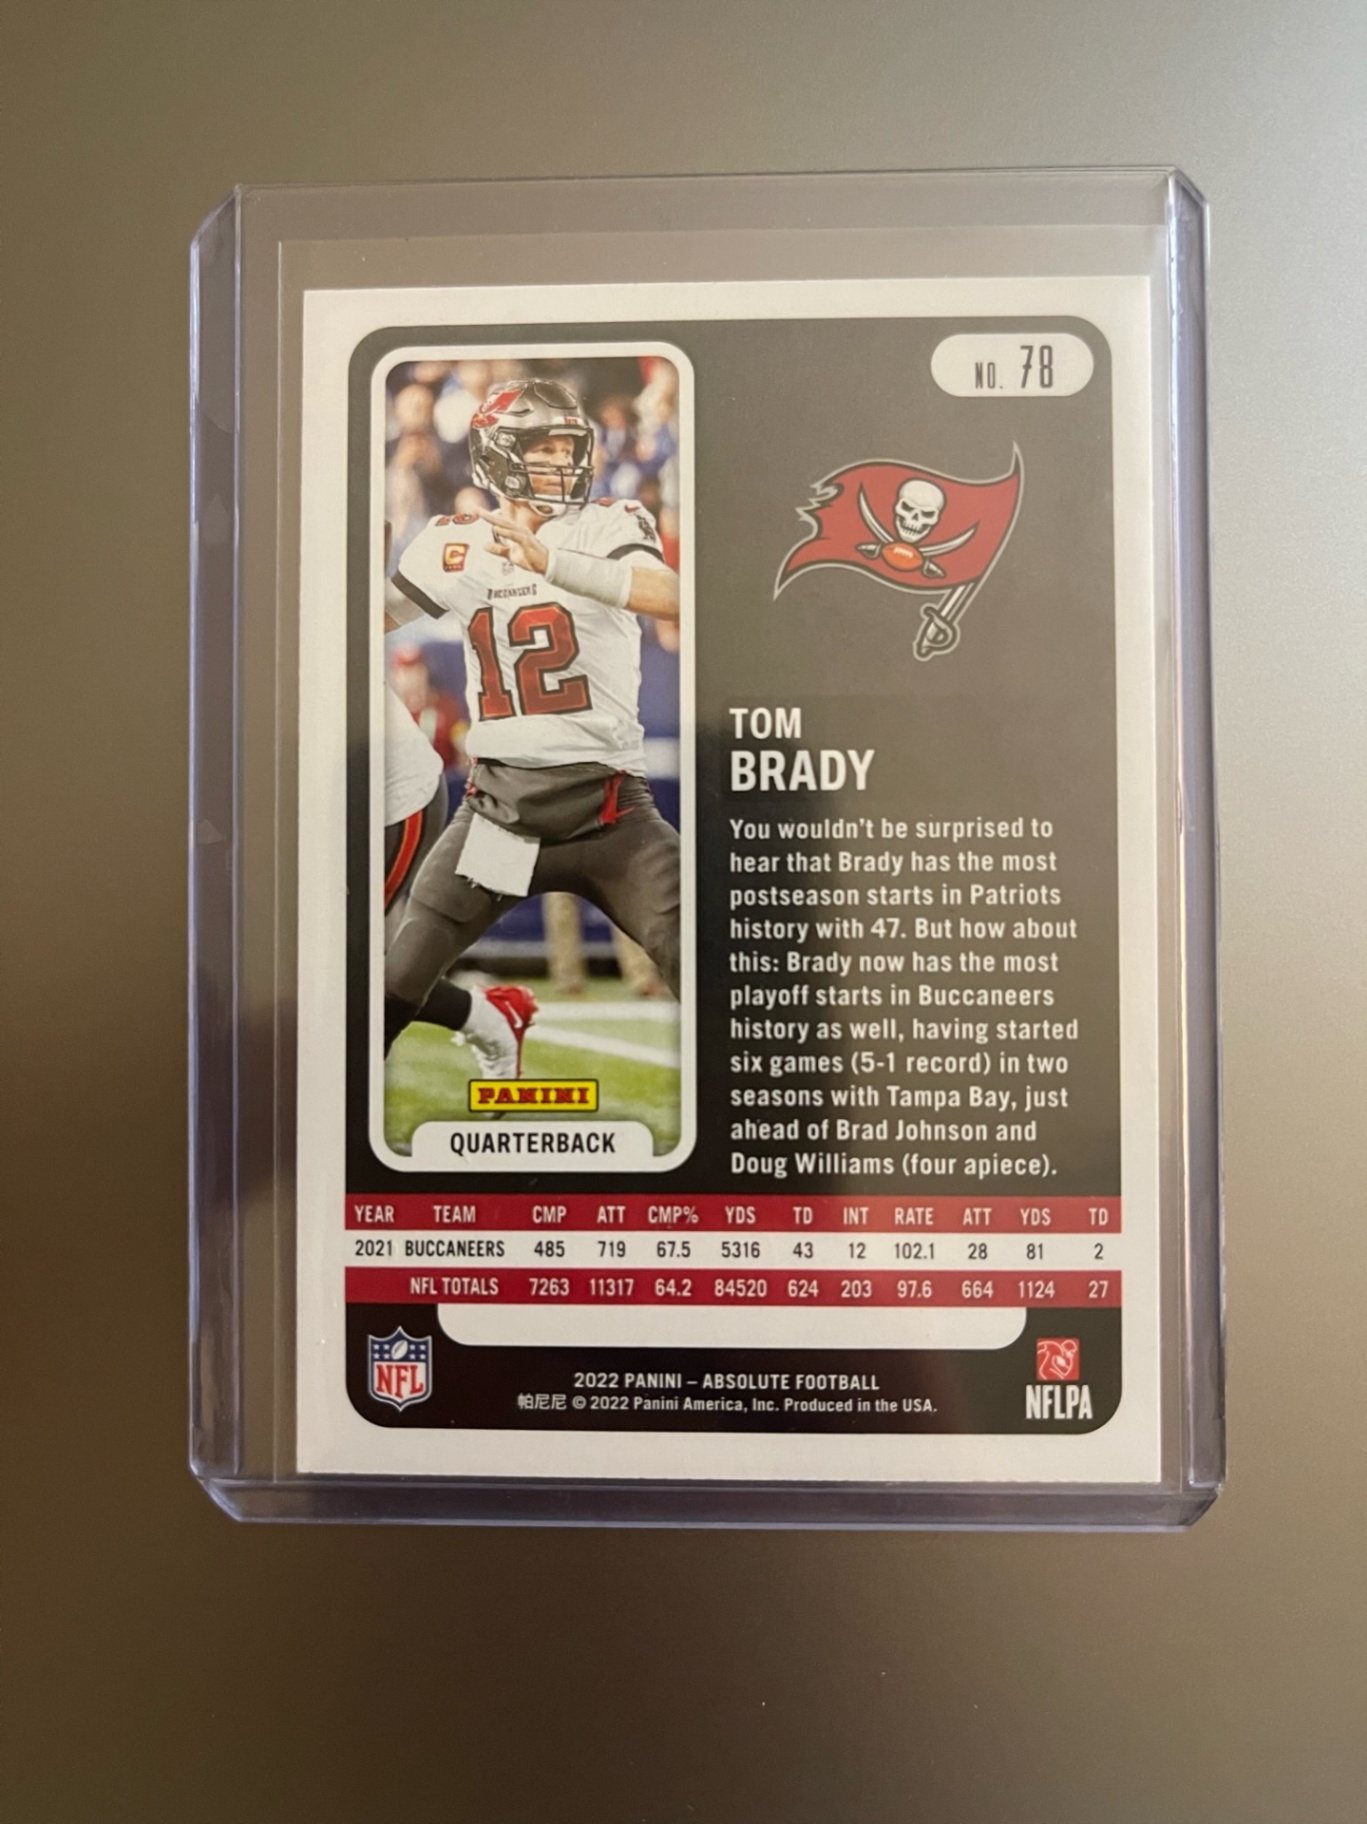 NO. 78
C
BUCCANEERS
12
PANINI
QUARTERBACK
TOM
BRADY
You wouldn't be surprised to
hear that Brady has the most
postseason starts in Patriots
history with 47. But how about
this: Brady now has the most
playoff starts in Buccaneers
history as well, having started
six games (5-1 record) in two
seasons with Tampa Bay, just
ahead of Brad Johnson and
Doug Williams (four apiece).
YEAR TEAM CMP ATT CMP% YDS TD INT RATE ATT YDS TD
2021 BUCCANEERS 485 719 67.5 5316 43 12 102.1 28 81 2
NFL TOTALS 7263 11317 64.2 84520 624 203 97.6 664 1124 27
NFL
2022 PANINI – ABSOLUTE FOOTBALL
帕尼尼 © 2022 Panini America, Inc. Produced in the USA.
NFLPA